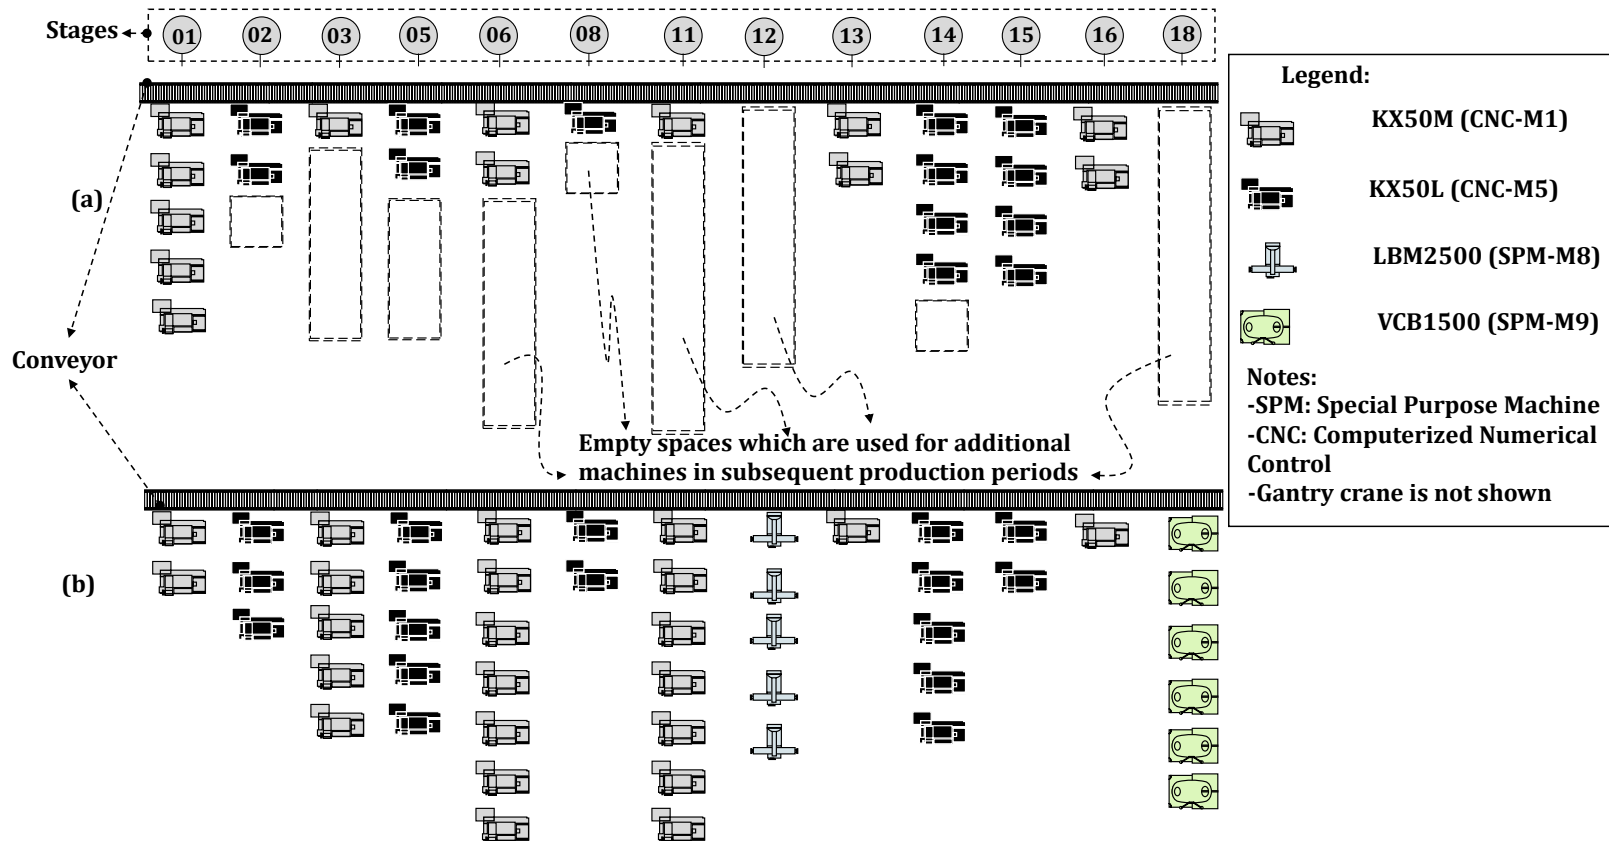 Stages
01 02 03 05 06 08 11 12 13 14 15 16 18
Legend:
KX50M (CNC-M1)
KX50L (CNC-M5)
LBM2500 (SPM-M8)
VCB1500 (SPM-M9)
Notes:
-SPM: Special Purpose Machine
-CNC: Computerized Numerical
Control
-Gantry crane is not shown
(a)
Conveyor
Empty spaces which are used for additional
machines in subsequent production periods
(b)